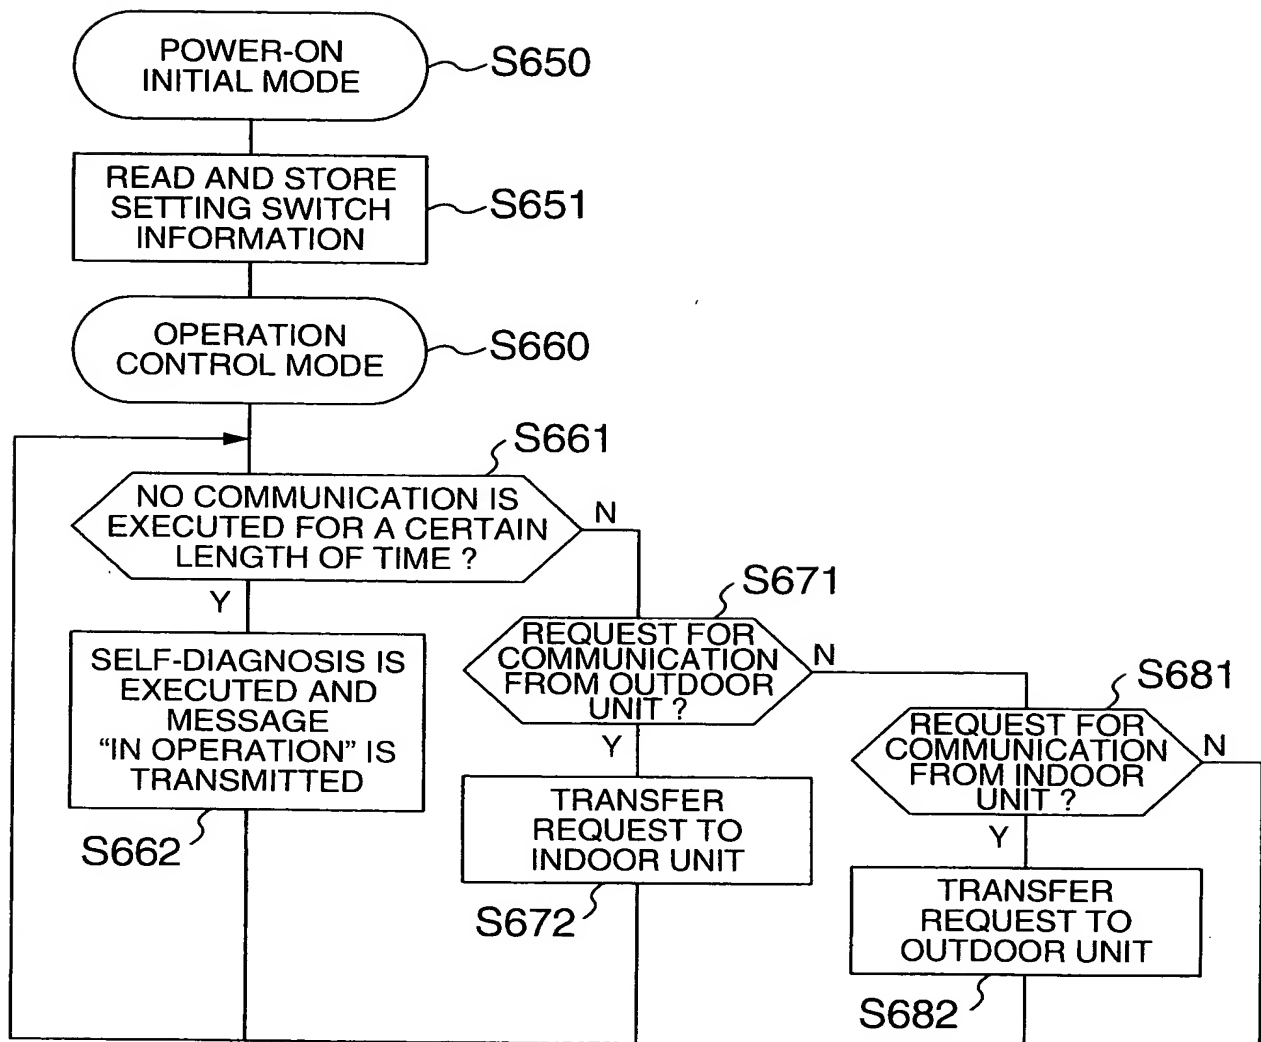 POWER-ON
INITIAL MODE
S650
READ AND STORE
SETTING SWITCH
INFORMATION
S651
OPERATION
CONTROL MODE
S660
S661
NO COMMUNICATION IS
EXECUTED FOR A CERTAIN
LENGTH OF TIME ?
N
Y
SELF-DIAGNOSIS IS
EXECUTED AND
MESSAGE
“IN OPERATION” IS
TRANSMITTED
S662
S671
REQUEST FOR
COMMUNICATION
FROM OUTDOOR
UNIT ?
N
Y
TRANSFER
REQUEST TO
INDOOR UNIT
S672
S681
REQUEST FOR
COMMUNICATION
FROM INDOOR
UNIT ?
N
Y
TRANSFER
REQUEST TO
OUTDOOR UNIT
S682